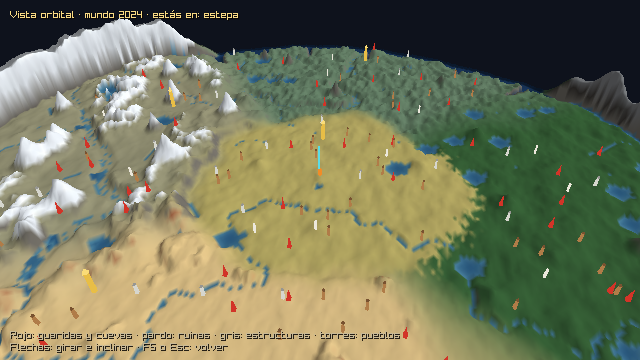 Vista orbital · mundo 2024 · estás en: estepa
Rojo: guaridas y cuevas · pardo: ruinas · gris: estructuras · torres: pueblos
Flechas: girar e inclinar · F5 o Esc: volver